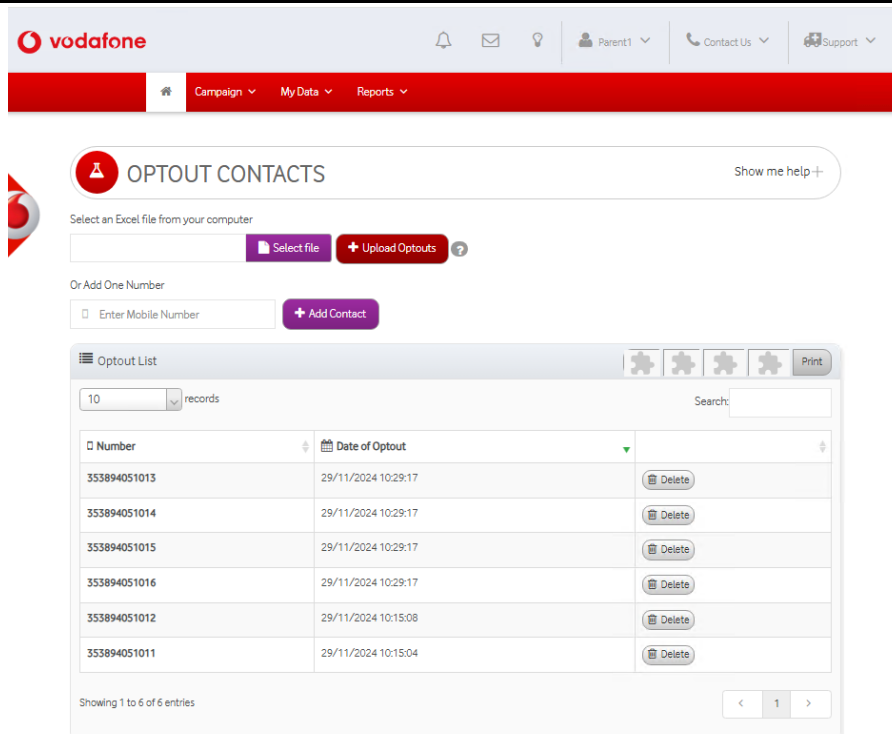 vodafone
Parent1
Contact Us
Support
Campaign
My Data
Reports
OPTOUT CONTACTS
Show me help
Select an Excel file from your computer
Select file
+ Upload Optouts
?
Or Add One Number
Enter Mobile Number
+ Add Contact
Optout List
Print
10 records
Search:
Number Date of Optout
353894051013 29/11/2024 10:29:17 Delete
353894051014 29/11/2024 10:29:17 Delete
353894051015 29/11/2024 10:29:17 Delete
353894051016 29/11/2024 10:29:17 Delete
353894051012 29/11/2024 10:15:08 Delete
353894051011 29/11/2024 10:15:04 Delete
Showing 1 to 6 of 6 entries
< 1 >